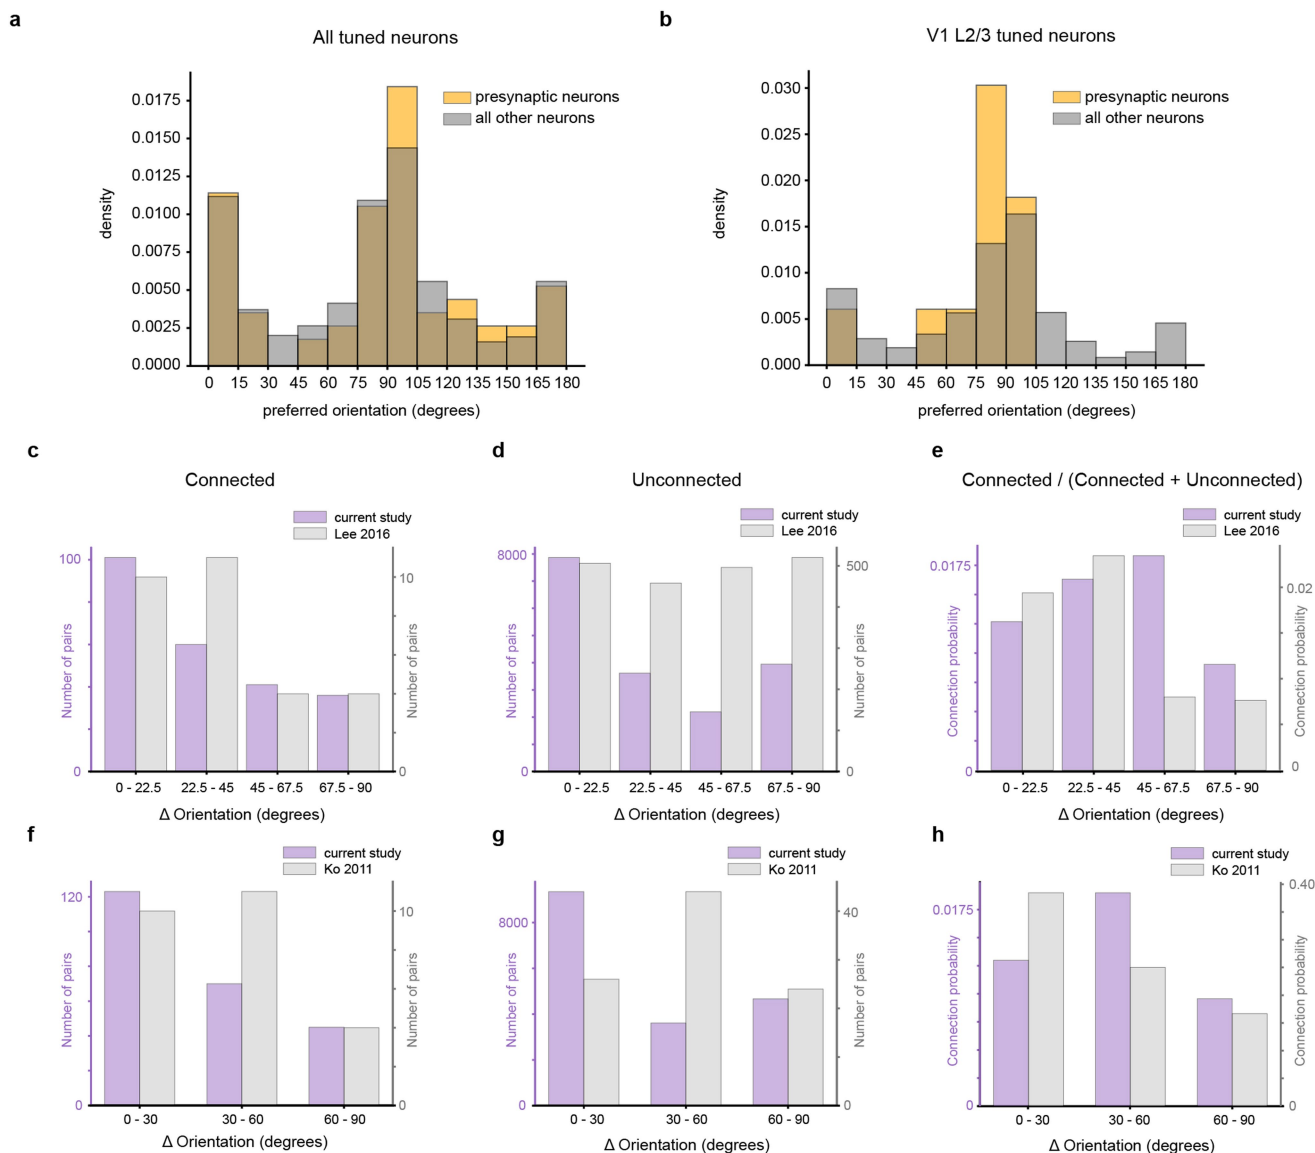 a
All tuned neurons
presynaptic neurons
all other neurons
density
0.0175
0.0150
0.0125
0.0100
0.0075
0.0050
0.0025
0.0000
0 15 30 45 60 75 90 105 120 135 150 165 180
preferred orientation (degrees)
b
V1 L2/3 tuned neurons
presynaptic neurons
all other neurons
density
0.030
0.025
0.020
0.015
0.010
0.005
0.000
0 15 30 45 60 75 90 105 120 135 150 165 180
preferred orientation (degrees)
c
Connected
current study
Lee 2016
Number of pairs
100
0
10
0
Number of pairs
0 - 22.5 22.5 - 45 45 - 67.5 67.5 - 90
Δ Orientation (degrees)
d
Unconnected
current study
Lee 2016
Number of pairs
8000
0
500
0
Number of pairs
0 - 22.5 22.5 - 45 45 - 67.5 67.5 - 90
Δ Orientation (degrees)
e
Connected / (Connected + Unconnected)
current study
Lee 2016
Connection probability
0.0175
0
0.02
0
Connection probability
0 - 22.5 22.5 - 45 45 - 67.5 67.5 - 90
Δ Orientation (degrees)
f
current study
Ko 2011
Number of pairs
120
0
10
0
Number of pairs
0 - 30 30 - 60 60 - 90
Δ Orientation (degrees)
g
current study
Ko 2011
Number of pairs
8000
0
40
0
Number of pairs
0 - 30 30 - 60 60 - 90
Δ Orientation (degrees)
h
current study
Ko 2011
Connection probability
0.0175
0
0.40
0
Connection probability
0 - 30 30 - 60 60 - 90
Δ Orientation (degrees)